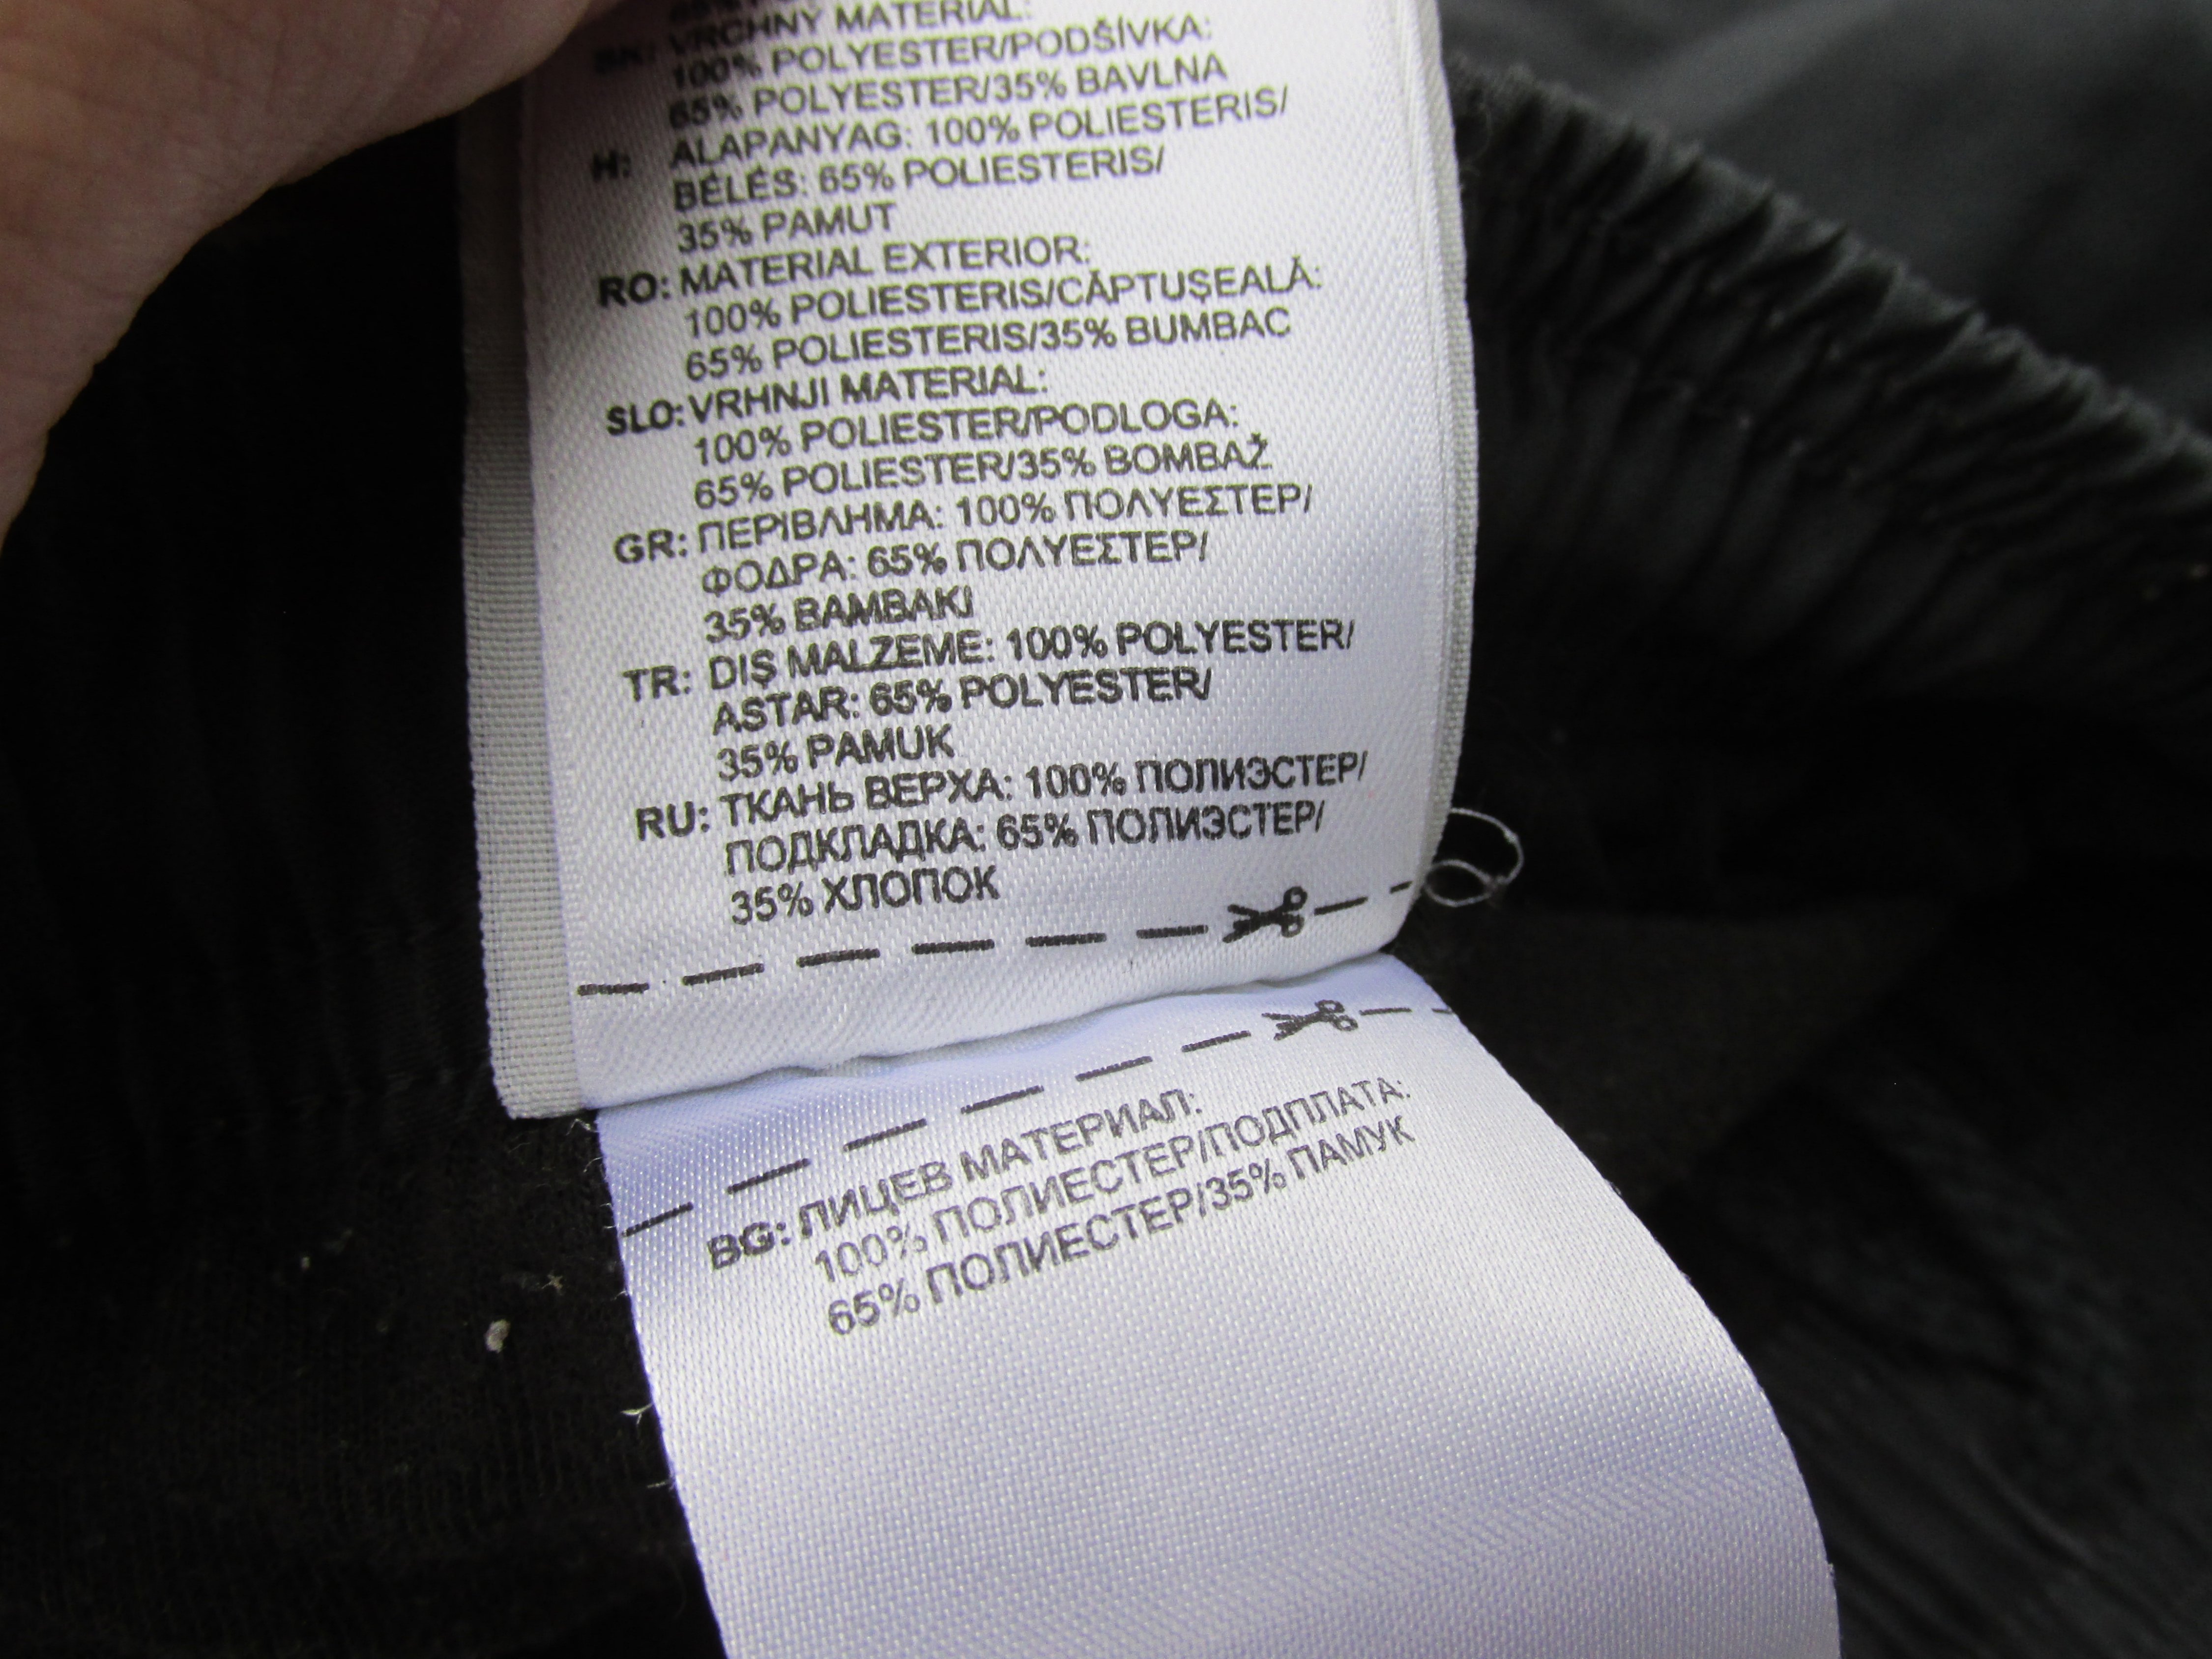 SK: VRCHNÝ MATERIAL:
100% POLYESTER/PODŠÍVKA:
65% POLYESTER/35% BAVLNA
H: ALAPANYAG: 100% POLIESTERIS/
BÉLÉS: 65% POLIESTERIS/
35% PAMUT
RO: MATERIAL EXTERIOR:
100% POLIESTERIS/CĂPTUȘEALĂ:
65% POLIESTERIS/35% BUMBAC
SLO: VRHNJI MATERIAL:
100% POLIESTER/PODLOGA:
65% POLIESTER/35% BOMBAŽ
GR: ΠΕΡΙΒΛΗΜΑ: 100% ΠΟΛΥΕΣΤΕΡ/
ΦΟΔΡΑ: 65% ΠΟΛΥΕΣΤΕΡ/
35% ΒΑΜΒΑΚΙ
TR: DIŞ MALZEME: 100% POLYESTER/
ASTAR: 65% POLYESTER/
35% PAMUK
RU: ТКАНЬ ВЕРХА: 100% ПОЛИЭСТЕР/
ПОДКЛАДКА: 65% ПОЛИЭСТЕР/
35% ХЛОПОК
BG: ЛИЦЕВ МАТЕРИАЛ:
100% ПОЛИЕСТЕР/ПОДПЛАТА:
65% ПОЛИЕСТЕР/35% ПАМУК